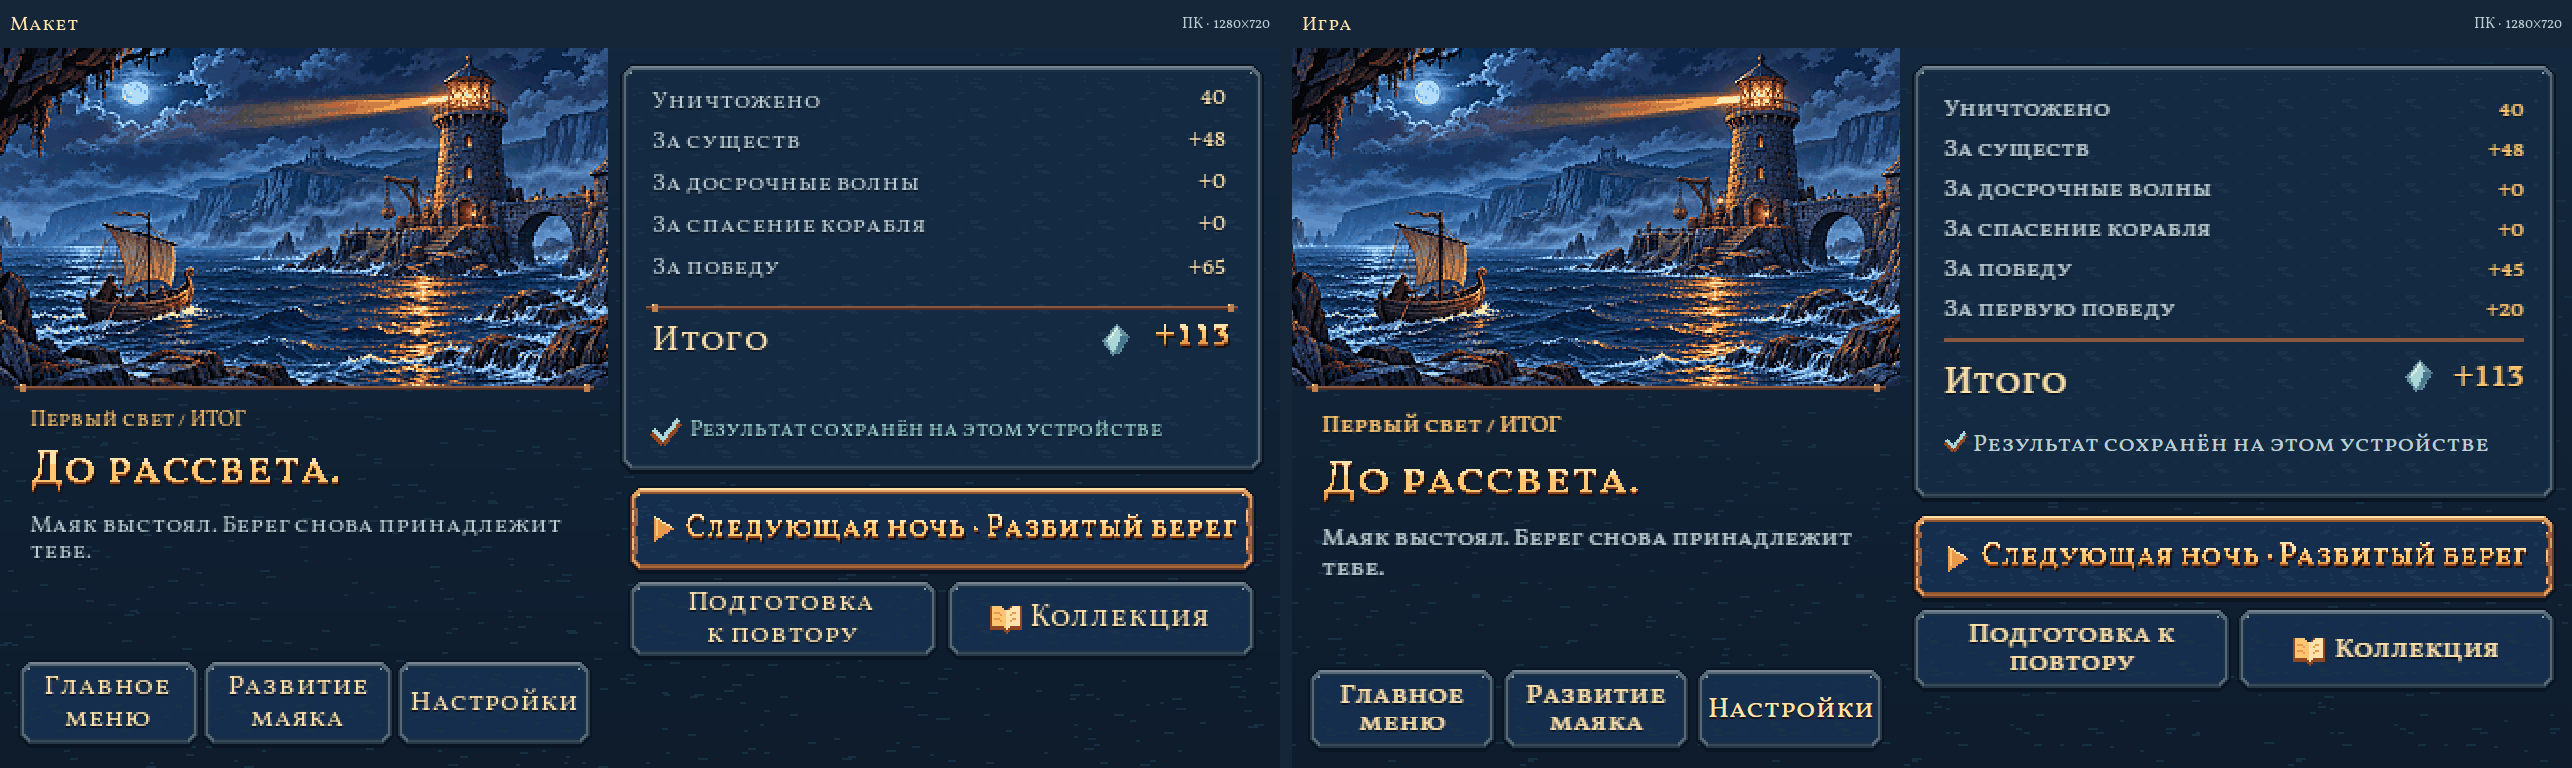 Макет
ПК · 1280×720
Уничтожено 40
За существ +48
За досрочные волны +0
За спасение корабля +0
За победу +65
Итого +113
Результат сохранён на этом устройстве
Первый свет / ИТОГ
До рассвета.
Маяк выстоял. Берег снова принадлежит
тебе.
Следующая ночь · Разбитый берег
Подготовка
к повтору
Коллекция
Главное
меню
Развитие
маяка
Настройки
Игра
ПК · 1280×720
Уничтожено 40
За существ +48
За досрочные волны +0
За спасение корабля +0
За победу +45
За первую победу +20
Итого +113
Результат сохранён на этом устройстве
Первый свет / ИТОГ
До рассвета.
Маяк выстоял. Берег снова принадлежит
тебе.
Следующая ночь · Разбитый берег
Подготовка к
повтору
Коллекция
Главное
меню
Развитие
маяка
Настройки